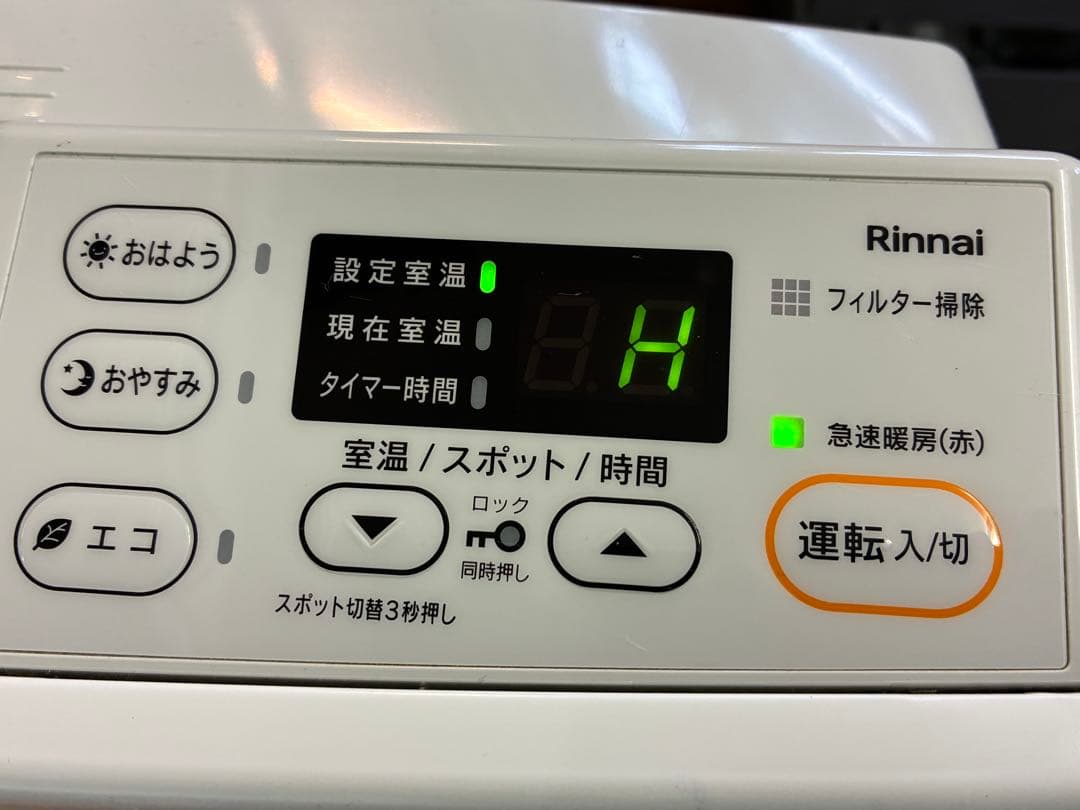 Rinnai
おはよう
設定室温
H
フィルター掃除
現在室温
おやすみ
タイマー時間
急速暖房(赤)
室温/スポット/時間
ロック
エコ
同時押し
運転入/切
スポット切替3秒押し